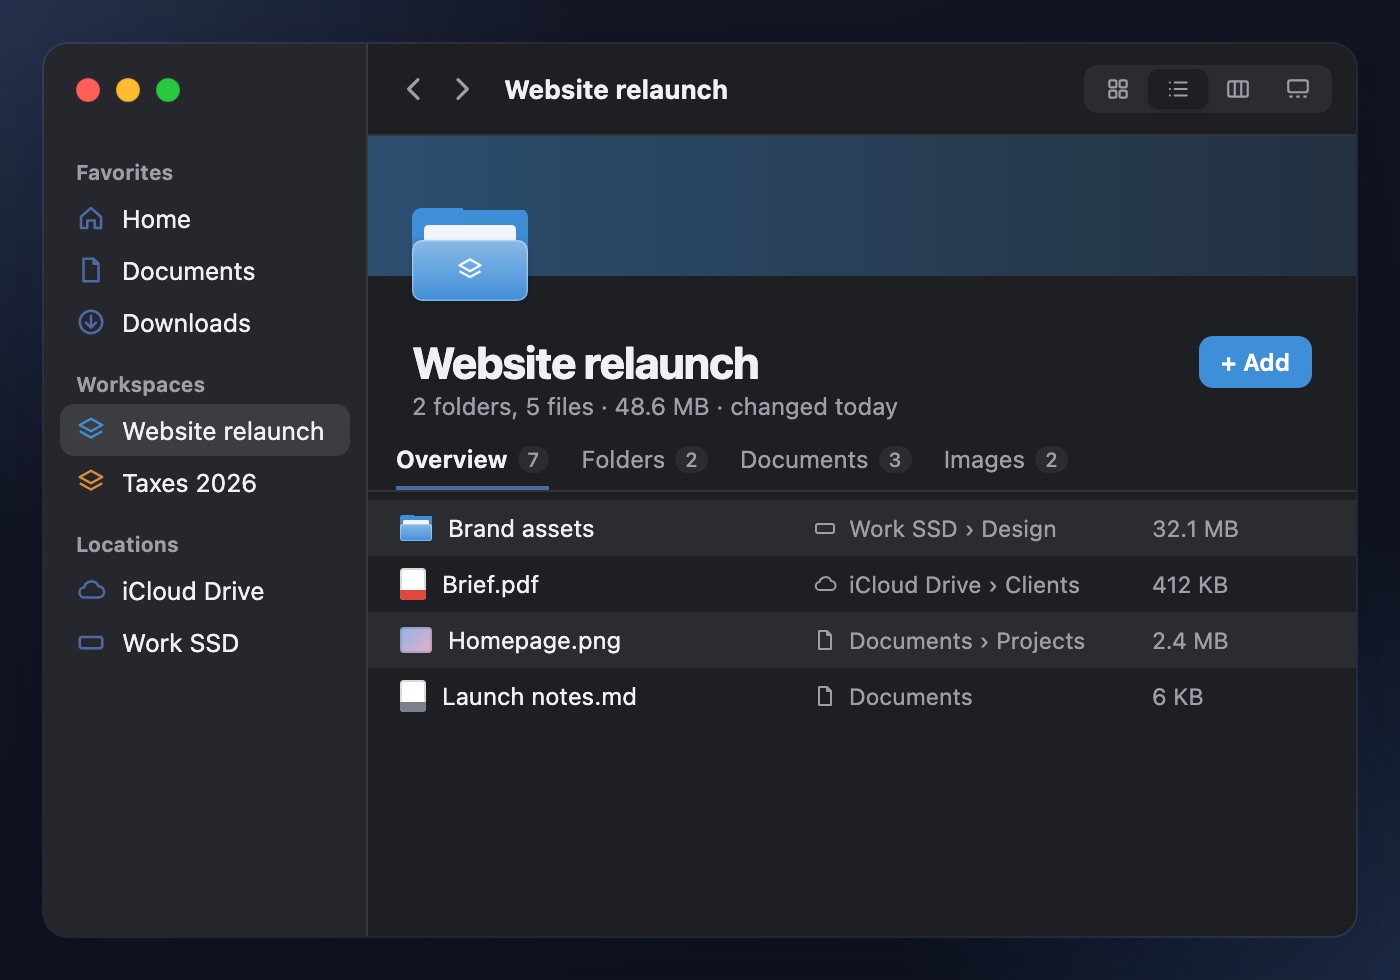 Website relaunch
Favorites
Home
Documents
Downloads
Workspaces
Website relaunch
Taxes 2026
Locations
iCloud Drive
Work SSD
Website relaunch
+ Add
2 folders, 5 files · 48.6 MB · changed today
Overview 7 Folders 2 Documents 3 Images 2
Brand assets Work SSD › Design 32.1 MB
Brief.pdf iCloud Drive › Clients 412 KB
Homepage.png Documents › Projects 2.4 MB
Launch notes.md Documents 6 KB